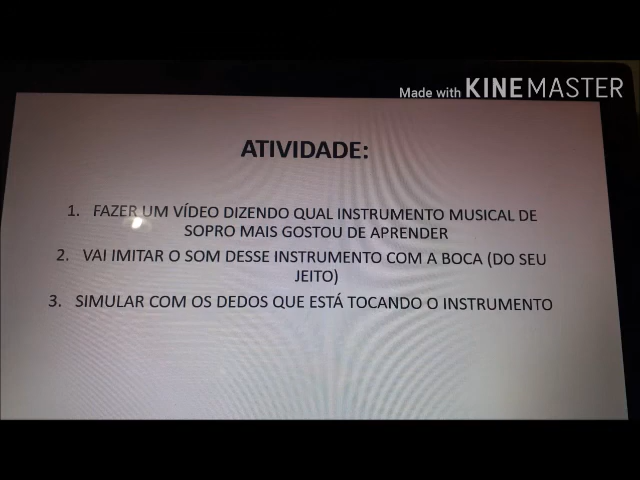 Made with KINEMASTER
ATIVIDADE:
1. FAZER UM VÍDEO DIZENDO QUAL INSTRUMENTO MUSICAL DE
SOPRO MAIS GOSTOU DE APRENDER
2. VAI IMITAR O SOM DESSE INSTRUMENTO COM A BOCA (DO SEU
JEITO)
3. SIMULAR COM OS DEDOS QUE ESTÁ TOCANDO O INSTRUMENTO